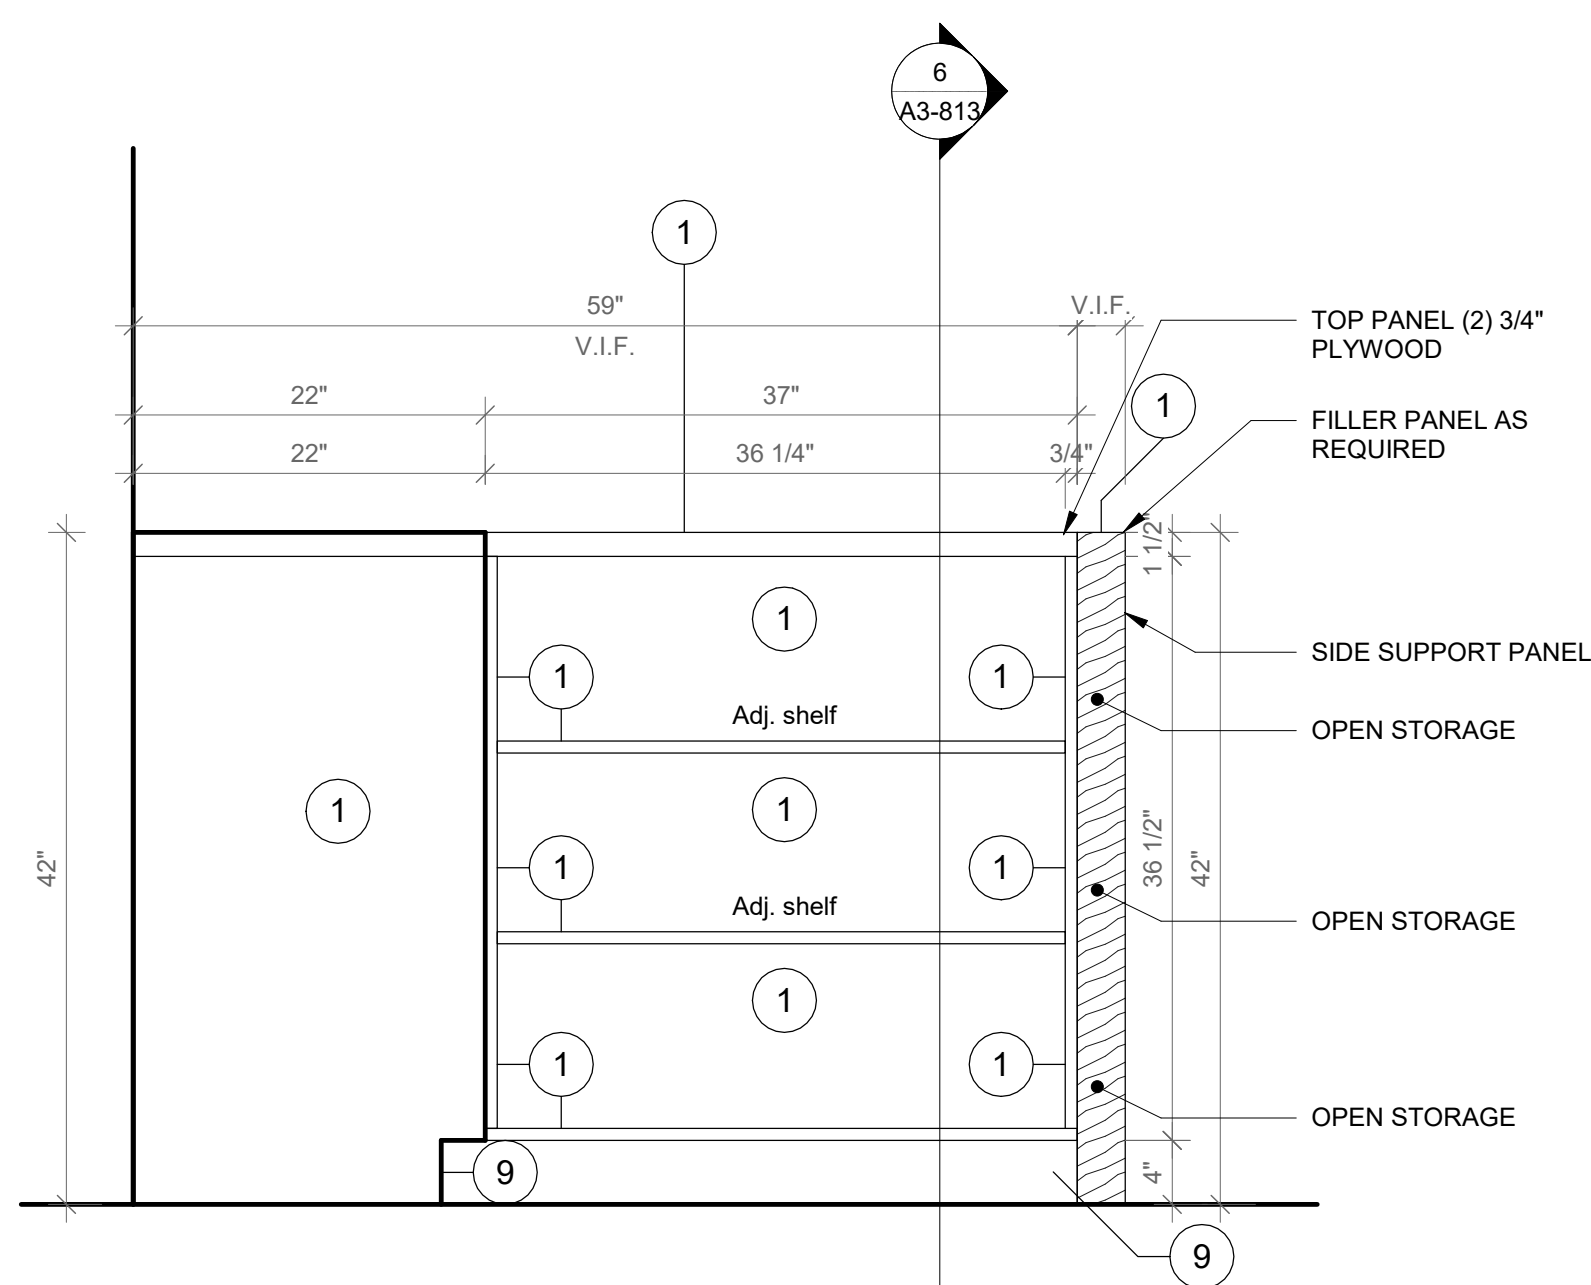 6
A3-813
1
59"
V.I.F.
V.I.F.
TOP PANEL (2) 3/4"
PLYWOOD
22"
37"
1
FILLER PANEL AS
REQUIRED
22"
36 1/4"
3/4"
1 1/2"
1
SIDE SUPPORT PANEL
1
1
Adj. shelf
OPEN STORAGE
1
1
42"
36 1/2"
42"
1
1
Adj. shelf
OPEN STORAGE
1
1
1
OPEN STORAGE
9
4"
9